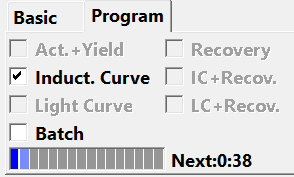 Basic Program
Act.+Yield Recovery
Induct. Curve IC+Recov.
Light Curve LC+Recov.
Batch
Next:0:38